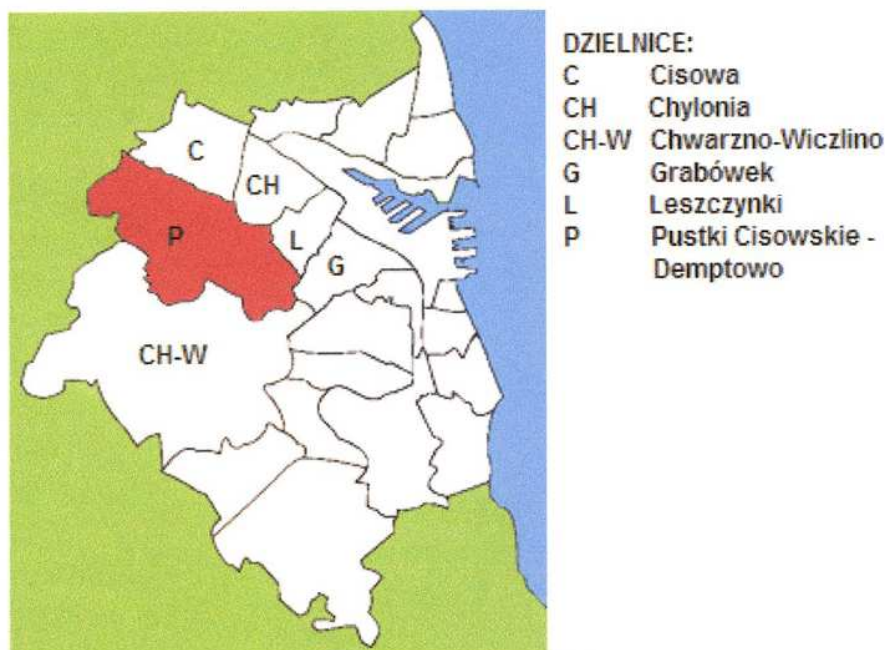 DZIELNICE:
C Cisowa
CH Chylonia
CH-W Chwarzno-Wiczlino
G Grabówek
L Leszczynki
P Pustki Cisowskie -
Demptowo
C
CH
P
L
G
CH-W